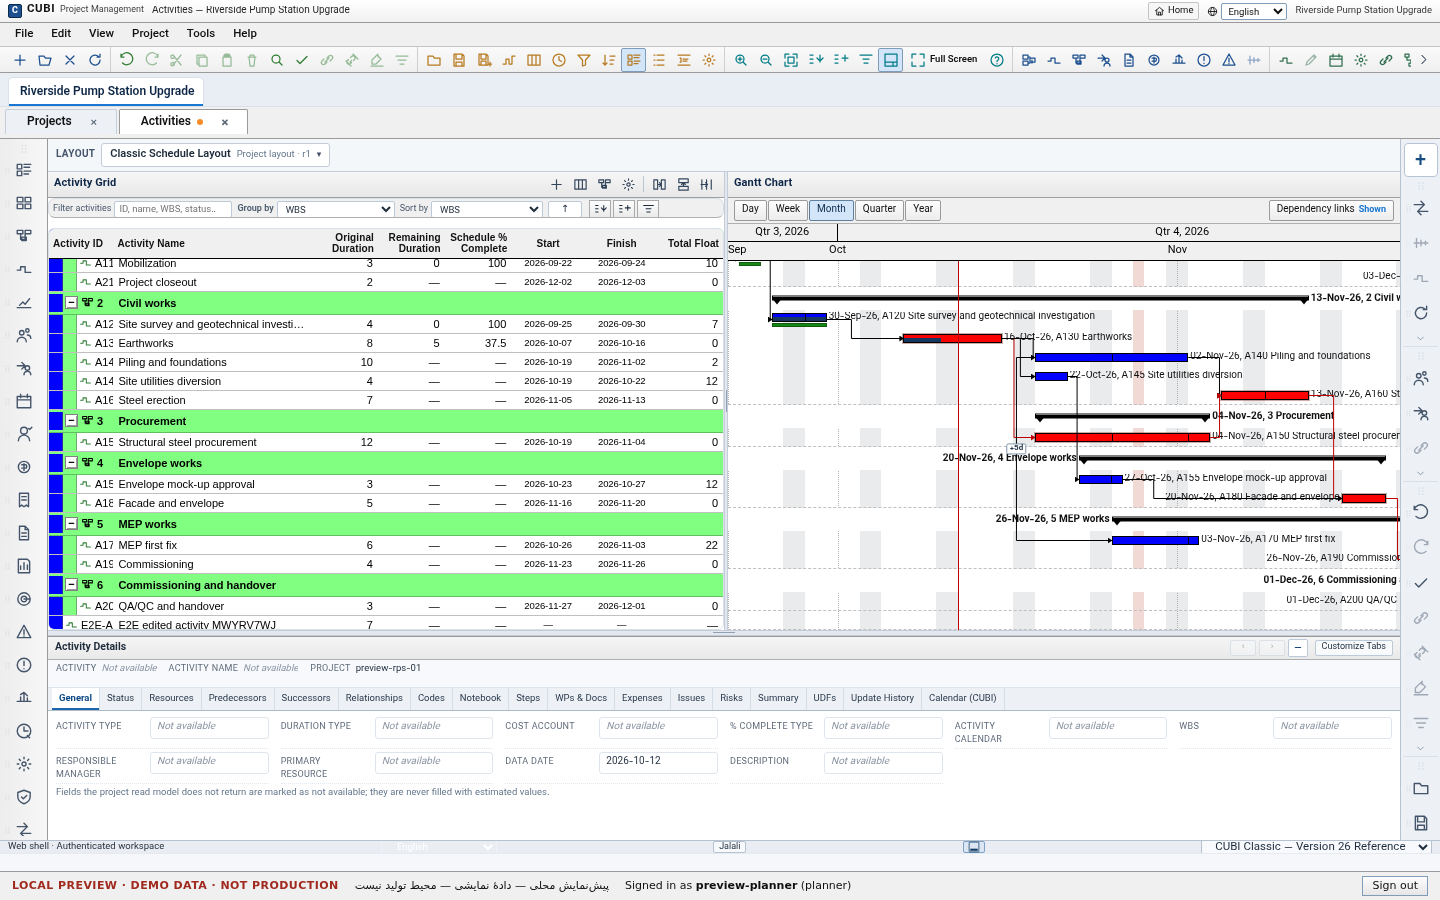 CUBI Project Management Activities — Riverside Pump Station Upgrade Home English Riverside Pump Station Upgrade
File Edit View Project Tools Help
Full Screen
Riverside Pump Station Upgrade
Projects × Activities ×
LAYOUT Classic Schedule Layout Project layout · r1
Activity Grid
Filter activities ID, name, WBS, status.. Group by WBS Sort by WBS
Activity ID Activity Name Original Duration Remaining Duration Schedule % Complete Start Finish Total Float
A11 Mobilization 3 0 100 2026-09-22 2026-09-24 10
A21 Project closeout 2 — — 2026-12-02 2026-12-03 0
2 Civil works
A12 Site survey and geotechnical investi... 4 0 100 2026-09-25 2026-09-30 7
A13 Earthworks 8 5 37.5 2026-10-07 2026-10-16 0
A14 Piling and foundations 10 — — 2026-10-19 2026-11-02 2
A14 Site utilities diversion 4 — — 2026-10-19 2026-10-22 12
A16 Steel erection 7 — — 2026-11-05 2026-11-13 0
3 Procurement
A15 Structural steel procurement 12 — — 2026-10-19 2026-11-04 0
4 Envelope works
A15 Envelope mock-up approval 3 — — 2026-10-23 2026-10-27 12
A18 Facade and envelope 5 — — 2026-11-16 2026-11-20 0
5 MEP works
A17 MEP first fix 6 — — 2026-10-26 2026-11-03 22
A19 Commissioning 4 — — 2026-11-23 2026-11-26 0
6 Commissioning and handover
A20 QA/QC and handover 3 — — 2026-11-27 2026-12-01 0
E2E-A E2E edited activity MWYRV7WJ 7 — — — — —
Gantt Chart
Day Week Month Quarter Year Dependency links Shown
Qtr 3, 2026 Qtr 4, 2026
Sep Oct Nov
03-Dec-
13-Nov-26, 2 Civil w
30-Sep-26, A120 Site survey and geotechnical investigation
16-Oct-26, A130 Earthworks
02-Nov-26, A140 Piling and foundations
22-Oct-26, A145 Site utilities diversion
13-Nov-26, A160 St
04-Nov-26, 3 Procurement
04-Nov-26, A150 Structural steel procurer
+5d
20-Nov-26, 4 Envelope works
27-Oct-26, A155 Envelope mock-up approval
20-Nov-26, A180 Facade and envelope
26-Nov-26, 5 MEP works
03-Nov-26, A170 MEP first fix
26-Nov-26, A190 Commission
01-Dec-26, 6 Commissioning
01-Dec-26, A200 QA/QC
Activity Details Customize Tabs
ACTIVITY Not available ACTIVITY NAME Not available PROJECT preview-rps-01
General Status Resources Predecessors Successors Relationships Codes Notebook Steps WPs & Docs Expenses Issues Risks Summary UDFs Update History Calendar (CUBI)
ACTIVITY TYPE Not available DURATION TYPE Not available COST ACCOUNT Not available % COMPLETE TYPE Not available ACTIVITY CALENDAR Not available WBS Not available
RESPONSIBLE MANAGER Not available PRIMARY RESOURCE Not available DATA DATE 2026-10-12 DESCRIPTION Not available
Fields the project read model does not return are marked as not available; they are never filled with estimated values.
Web shell · Authenticated workspace English Jalali CUBI Classic — Version 26 Reference
LOCAL PREVIEW · DEMO DATA · NOT PRODUCTION پیش‌نمایش محلی — دادهٔ نمایشی — محیط تولید نیست Signed in as preview-planner (planner) Sign out